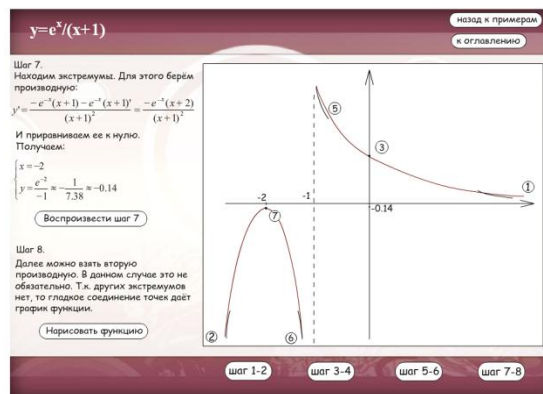 y=eˣ/(x+1)
назад к примерам
к оглавлению
Шаг 7.
Находим экстремумы. Для этого берём
производную:
y'= (−e⁻ˣ(x+1)−e⁻ˣ(x+1)')/(x+1)² = −e⁻ˣ(x+2)/(x+1)²
И приравниваем ее к нулю.
Получаем:
{ x=−2
y= e⁻²/−1 ≈ −1/7.38 ≈ −0.14
Воспроизвести шаг 7
Шаг 8.
Далее можно взять вторую
производную. В данном случае это не
обязательно. Т.к. других экстремумов
нет, то гладкое соединение точек даёт
график функции.
Нарисовать функцию
5
3
1
-2
-1
-0.14
7
2
6
шаг 1-2
шаг 3-4
шаг 5-6
шаг 7-8